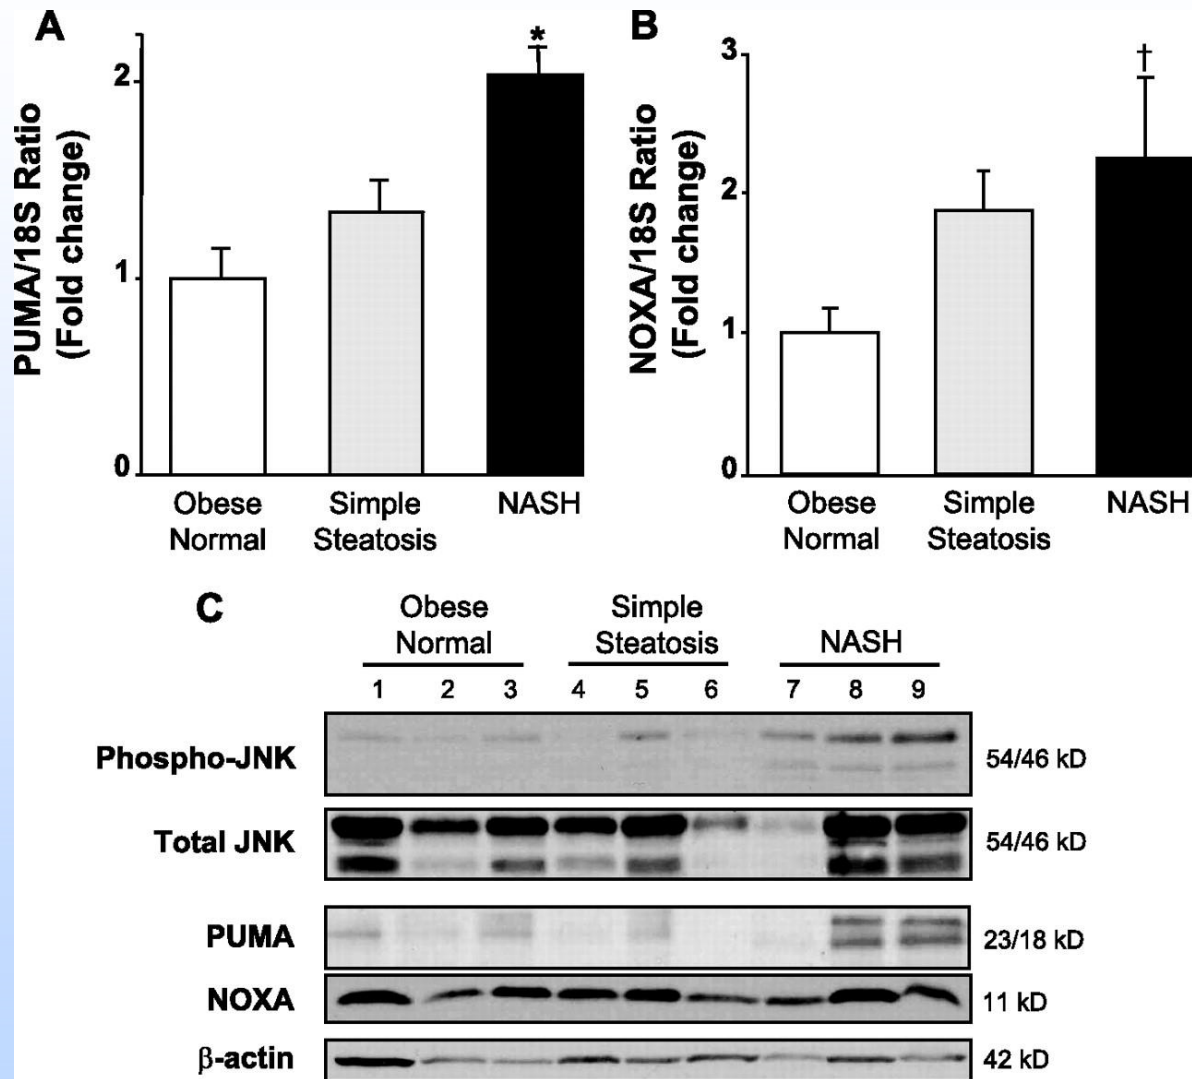 A
PUMA/18S Ratio
(Fold change)
2
1
0
*
Obese
Normal
Simple
Steatosis
NASH
B
NOXA/18S Ratio
(Fold change)
3
2
1
0
†
Obese
Normal
Simple
Steatosis
NASH
C
Obese
Normal
Simple
Steatosis
NASH
1 2 3 4 5 6 7 8 9
Phospho-JNK 54/46 kD
Total JNK 54/46 kD
PUMA 23/18 kD
NOXA 11 kD
β-actin 42 kD